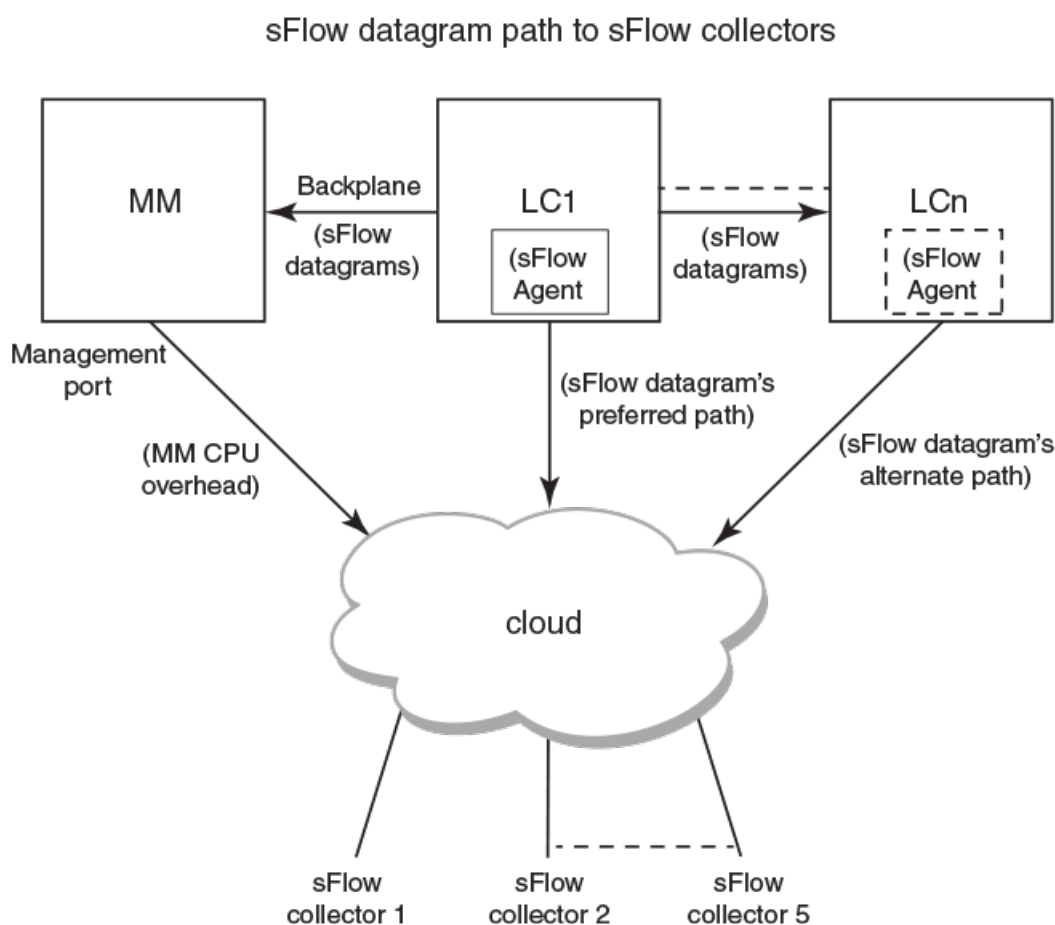 sFlow datagram path to sFlow collectors
MM
Backplane
(sFlow
datagrams)
LC1
(sFlow
Agent
(sFlow
datagrams)
LCn
(sFlow
Agent
Management
port
(MM CPU
overhead)
(sFlow datagram's
preferred path)
(sFlow datagram's
alternate path)
cloud
sFlow
collector 1
sFlow
collector 2
sFlow
collector 5